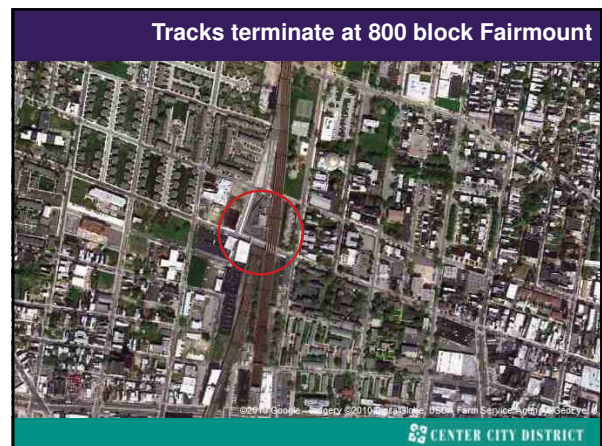 Tracks terminate at 800 block Fairmount
©2010 Google - Imagery ©2010 DigitalGlobe, USDA Farm Service Agency, GeoEye
CENTER CITY DISTRICT